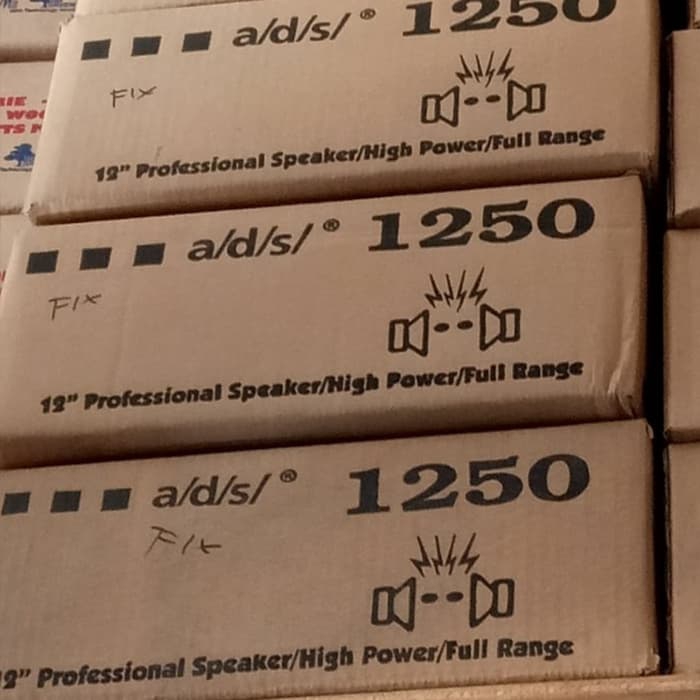 a/d/s/® 1250
FIX
12" Professional Speaker/High Power/Full Range
a/d/s/® 1250
FIX
12" Professional Speaker/High Power/Full Range
a/d/s/® 1250
FIX
2" Professional Speaker/High Power/Full Range